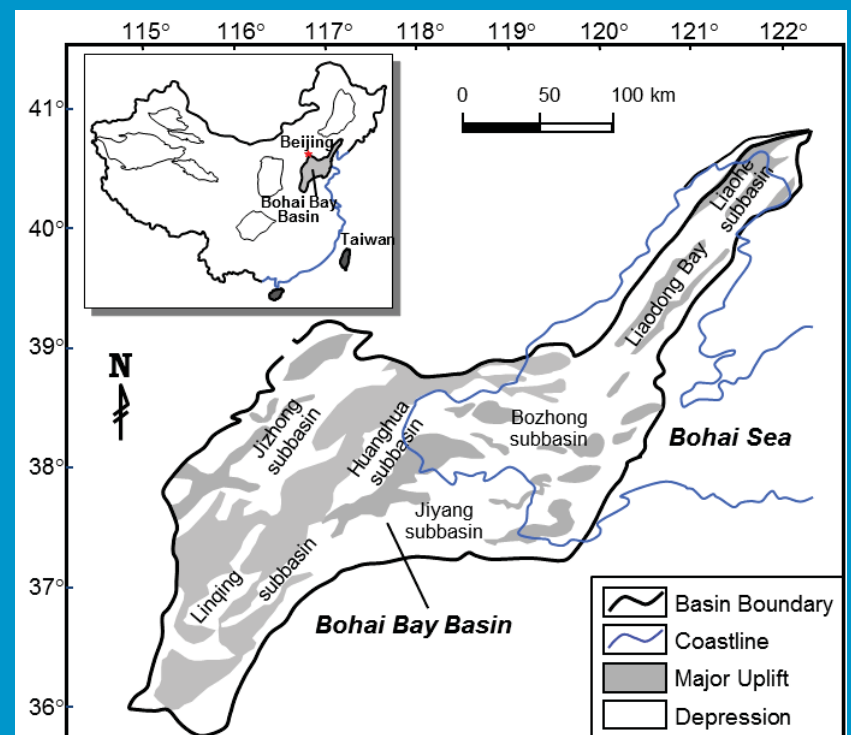 115° 116° 117° 118° 119° 120° 121° 122°
41°
40°
39°
38°
37°
36°
Beijing
Bohai Bay
Basin
Taiwan
0 50 100 km
N
Liaohe
subbasin
Liaodong Bay
Jizhong
subbasin
Huanghua
subbasin
Bozhong
subbasin
Bohai Sea
Jiyang
subbasin
Linqing
subbasin
Bohai Bay Basin
Basin Boundary
Coastline
Major Uplift
Depression